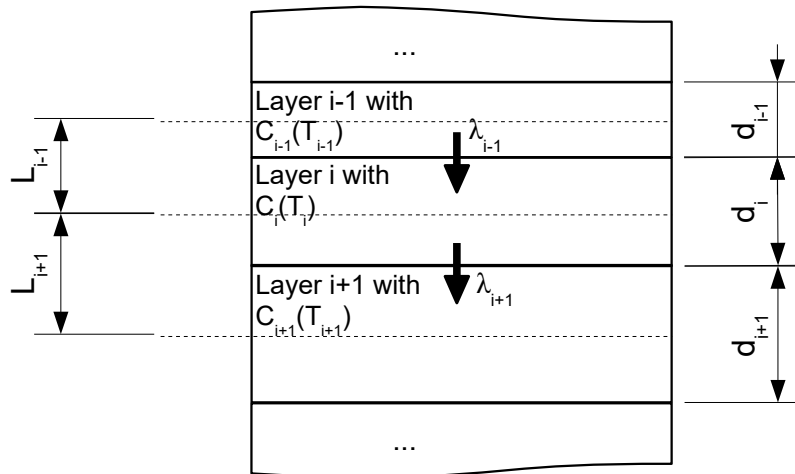 ...
Layer i-1 with
C_{i-1}(T_{i-1})
λ_{i-1}
Layer i with
C_i(T_i)
Layer i+1 with
C_{i+1}(T_{i+1})
λ_{i+1}
...
L_{i-1}
L_{i+1}
d_{i-1}
d_i
d_{i+1}